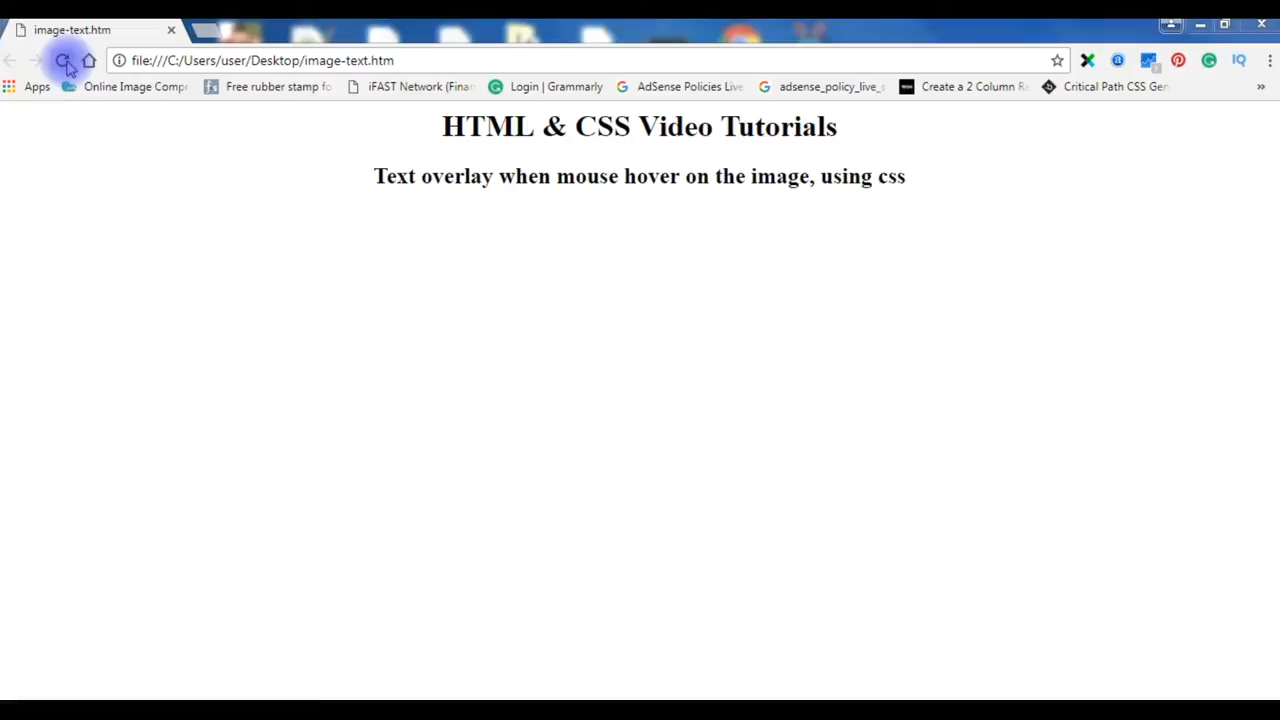 image-text.htm
file:///C:/Users/user/Desktop/image-text.htm
Apps Online Image Compr Free rubber stamp fo iFAST Network (Finan Login | Grammarly AdSense Policies Live adsense_policy_live_s Create a 2 Column Re Critical Path CSS Gen »
HTML & CSS Video Tutorials
Text overlay when mouse hover on the image, using css